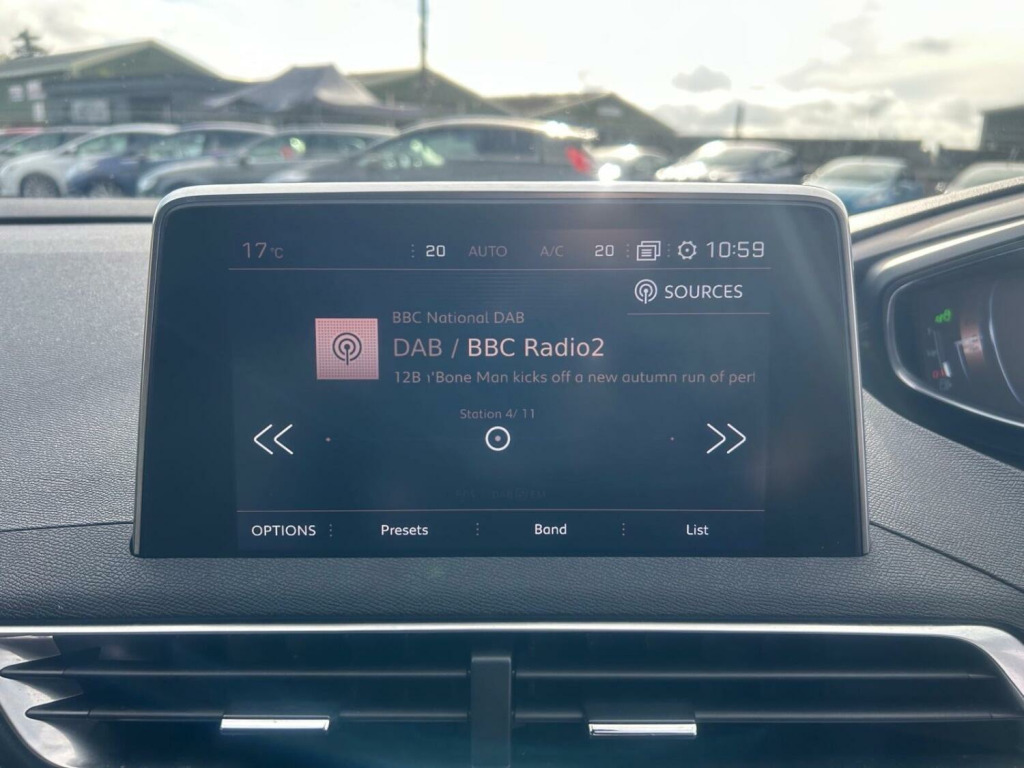 17°C 20 AUTO A/C 20 10:59
SOURCES
BBC National DAB
DAB / BBC Radio2
12B ı'Bone Man kicks off a new autumn run of perl
Station 4/ 11
OPTIONS Presets Band List